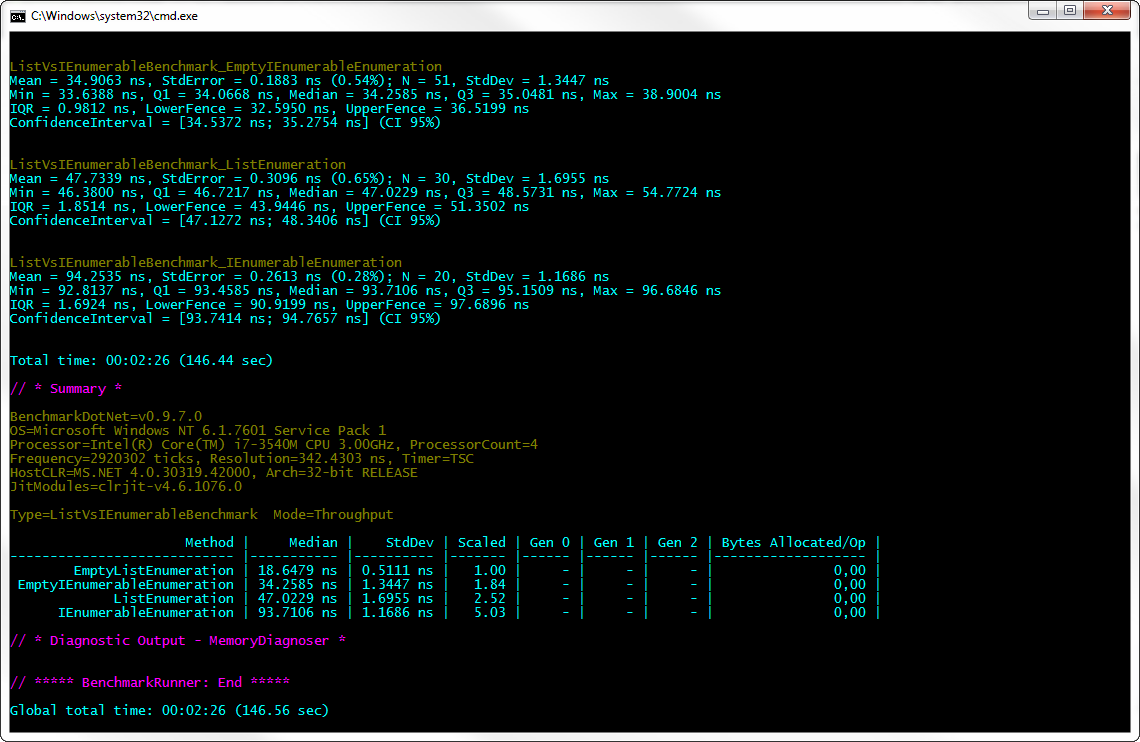 C:\Windows\system32\cmd.exe
ListVsIEnumerableBenchmark_EmptyIEnumerableEnumeration
Mean = 34.9063 ns, StdError = 0.1883 ns (0.54%); N = 51, StdDev = 1.3447 ns
Min = 33.6388 ns, Q1 = 34.0668 ns, Median = 34.2585 ns, Q3 = 35.0481 ns, Max = 38.9004 ns
IQR = 0.9812 ns, LowerFence = 32.5950 ns, UpperFence = 36.5199 ns
ConfidenceInterval = [34.5372 ns; 35.2754 ns] (CI 95%)
ListVsIEnumerableBenchmark_ListEnumeration
Mean = 47.7339 ns, StdError = 0.3096 ns (0.65%); N = 30, StdDev = 1.6955 ns
Min = 46.3800 ns, Q1 = 46.7217 ns, Median = 47.0229 ns, Q3 = 48.5731 ns, Max = 54.7724 ns
IQR = 1.8514 ns, LowerFence = 43.9446 ns, UpperFence = 51.3502 ns
ConfidenceInterval = [47.1272 ns; 48.3406 ns] (CI 95%)
ListVsIEnumerableBenchmark_IEnumerableEnumeration
Mean = 94.2535 ns, StdError = 0.2613 ns (0.28%); N = 20, StdDev = 1.1686 ns
Min = 92.8137 ns, Q1 = 93.4585 ns, Median = 93.7106 ns, Q3 = 95.1509 ns, Max = 96.6846 ns
IQR = 1.6924 ns, LowerFence = 90.9199 ns, UpperFence = 97.6896 ns
ConfidenceInterval = [93.7414 ns; 94.7657 ns] (CI 95%)
Total time: 00:02:26 (146.44 sec)
// * Summary *
BenchmarkDotNet=v0.9.7.0
OS=Microsoft Windows NT 6.1.7601 Service Pack 1
Processor=Intel(R) Core(TM) i7-3540M CPU 3.00GHz, ProcessorCount=4
Frequency=2920302 ticks, Resolution=342.4303 ns, Timer=TSC
HostCLR=MS.NET 4.0.30319.42000, Arch=32-bit RELEASE
JitModules=clrjit-v4.6.1076.0
Type=ListVsIEnumerableBenchmark  Mode=Throughput
Method | Median | StdDev | Scaled | Gen 0 | Gen 1 | Gen 2 | Bytes Allocated/Op |
---------------------------- |----------- |---------- |------- |------ |------ |------ |------------------- |
EmptyListEnumeration | 18.6479 ns | 0.5111 ns | 1.00 | - | - | - | 0,00 |
EmptyIEnumerableEnumeration | 34.2585 ns | 1.3447 ns | 1.84 | - | - | - | 0,00 |
ListEnumeration | 47.0229 ns | 1.6955 ns | 2.52 | - | - | - | 0,00 |
IEnumerableEnumeration | 93.7106 ns | 1.1686 ns | 5.03 | - | - | - | 0,00 |
// * Diagnostic Output - MemoryDiagnoser *
// ***** BenchmarkRunner: End *****
Global total time: 00:02:26 (146.56 sec)